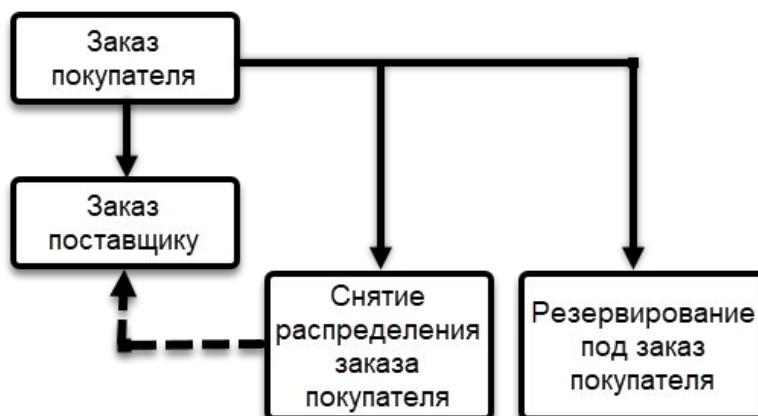 Заказ
покупателя
Заказ
поставщику
Снятие
распределения
заказа
покупателя
Резервирование
под заказ
покупателя